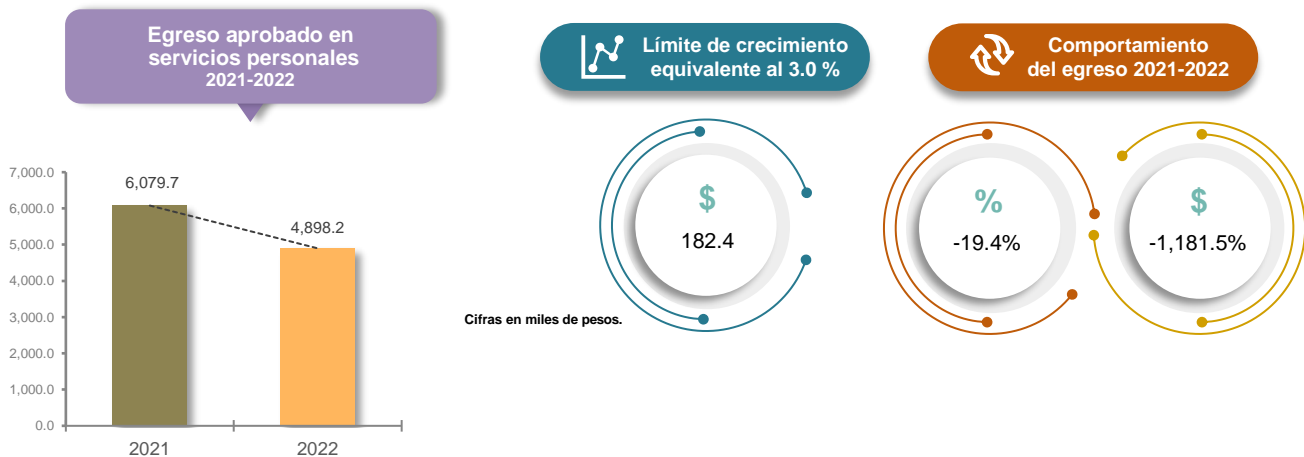 Egreso aprobado en
servicios personales
2021-2022
7,000.0
6,000.0
5,000.0
4,000.0
3,000.0
2,000.0
1,000.0
0.0
6,079.7
4,898.2
2021
2022
Límite de crecimiento
equivalente al 3.0 %
$
182.4
Cifras en miles de pesos.
Comportamiento
del egreso 2021-2022
%
-19.4%
$
-1,181.5%